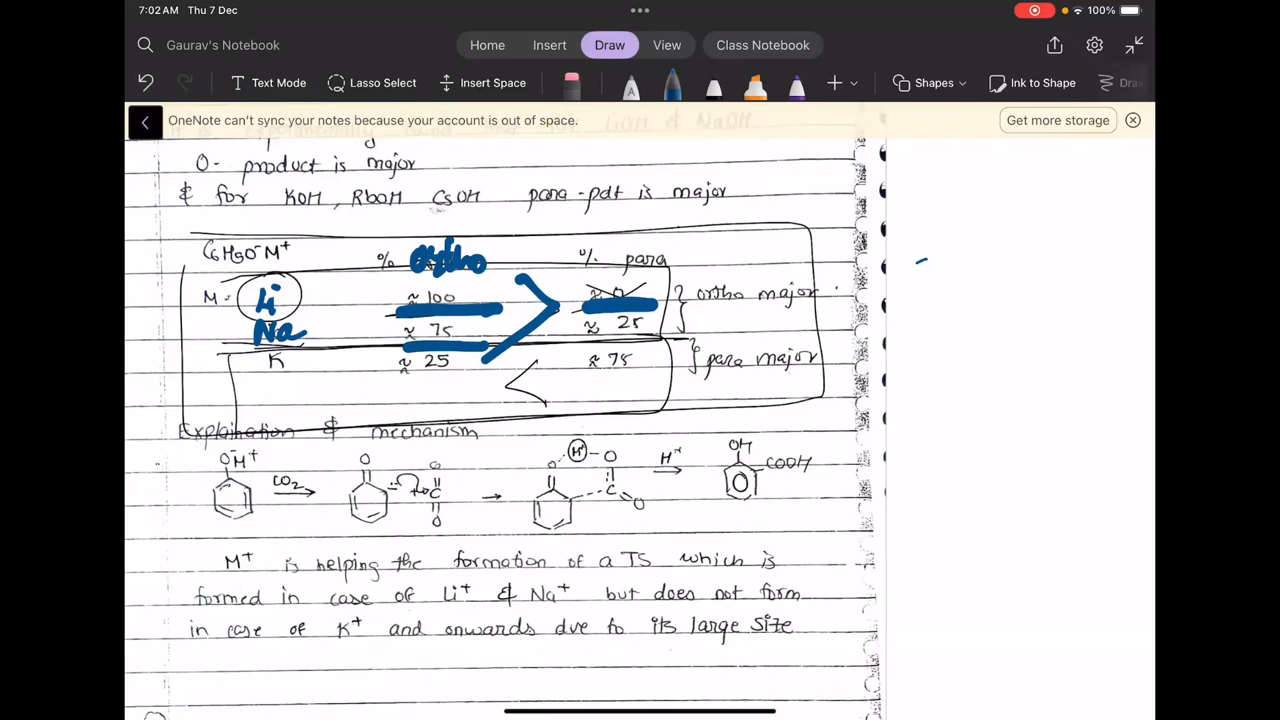 7:02 AM Thu 7 Dec
100%
Gaurav's Notebook
Home Insert Draw View Class Notebook
Text Mode Lasso Select Insert Space Shapes Ink to Shape Draw
OneNote can't sync your notes because your account is out of space. Get more storage
LiOH & NaOH
O- product is major
& for KOH, RbOH CsOH para-pdt is major
C6H5O-M+ % ortho % para
M = Li ≈ 100 ≈ 0 } ortho major
Na ≈ 75 ≈ 25
K ≈ 25 < ≈ 75 } para major
Explaination & mechanism
O-M+ CO2 → O O C O → O M+ - O C O H+ → OH COOH
M+ is helping the formation of a TS which is
formed in case of Li+ & Na+ but does not form
in case of K+ and onwards due to its large size